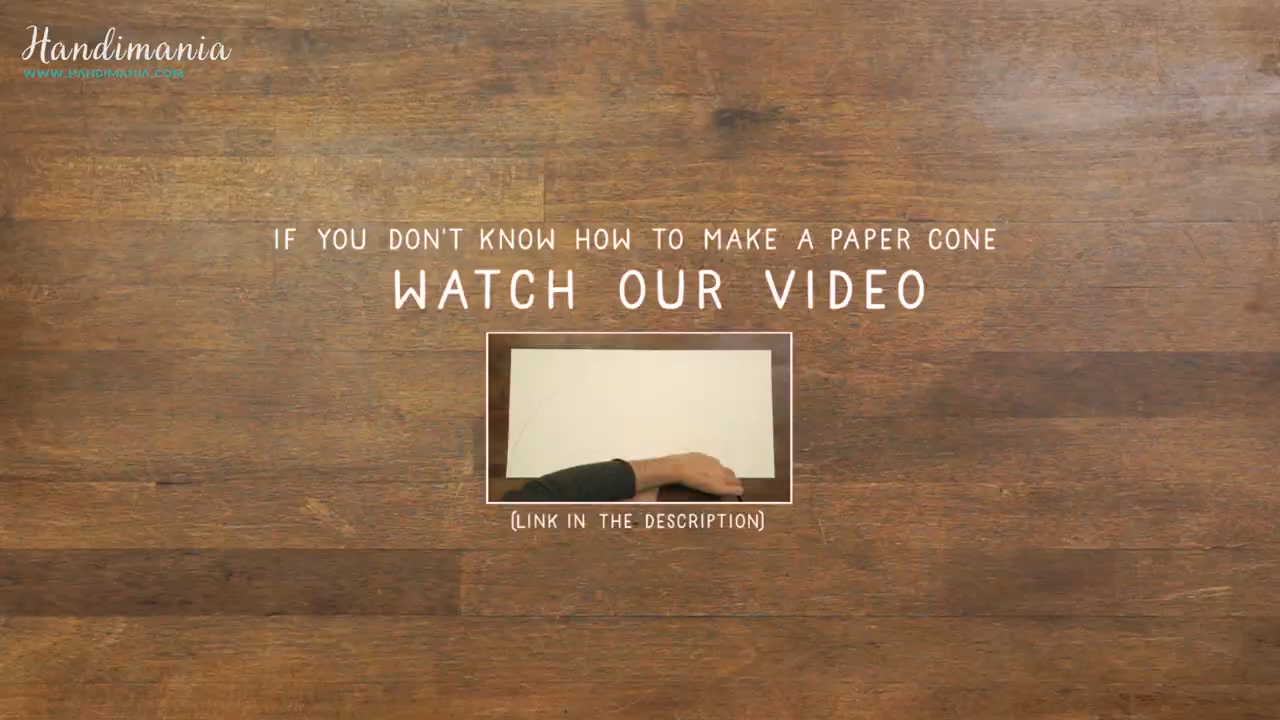 Handimania
WWW.HANDIMANIA.COM
IF YOU DON'T KNOW HOW TO MAKE A PAPER CONE
WATCH OUR VIDEO
(LINK IN THE DESCRIPTION)